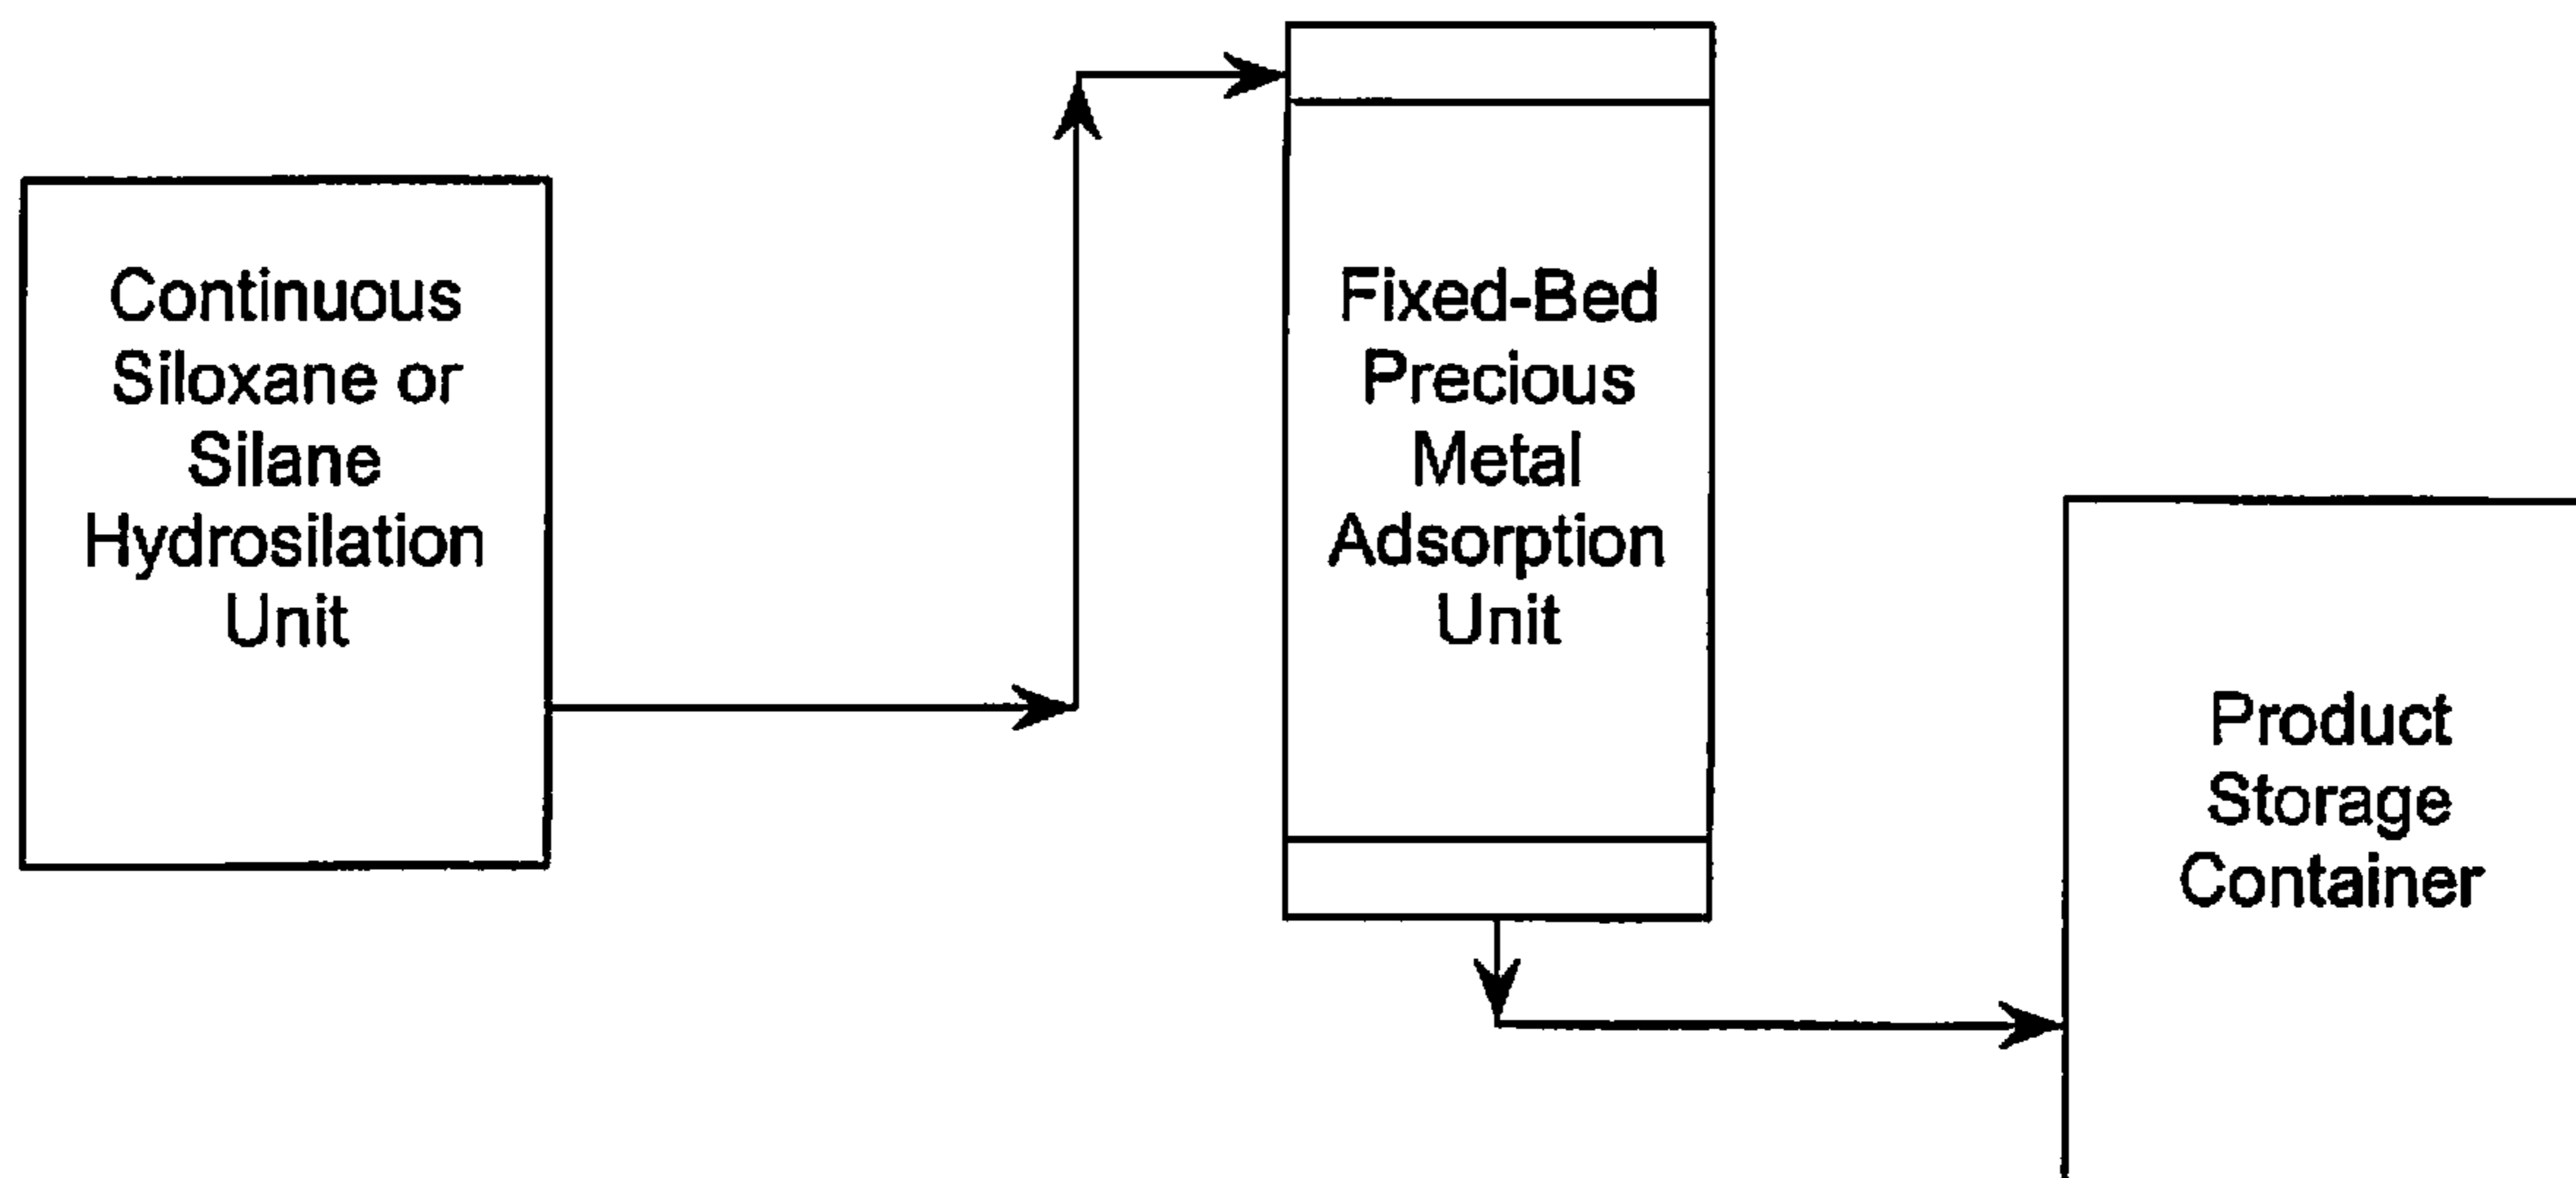 Continuous
Siloxane or
Silane
Hydrosilation
Unit
Fixed-Bed
Precious
Metal
Adsorption
Unit
Product
Storage
Container